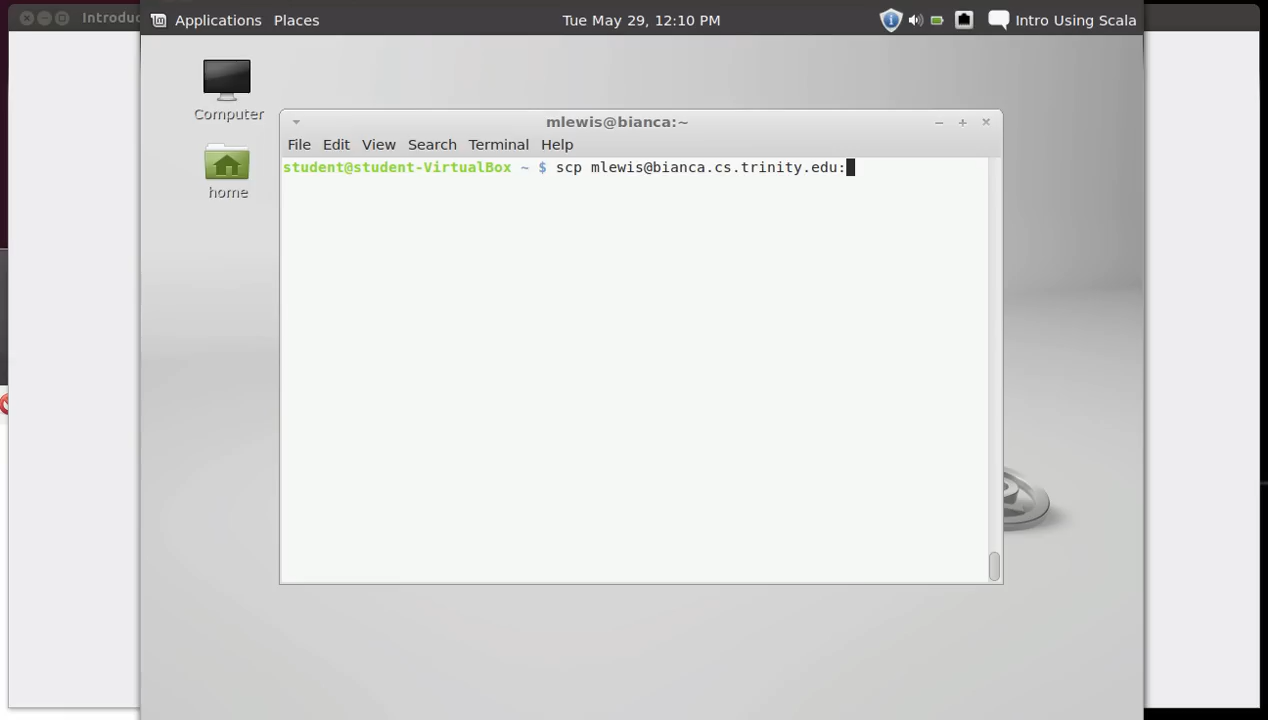 Introduc
Applications Places Tue May 29, 12:10 PM Intro Using Scala
Computer
home
mlewis@bianca:~
File Edit View Search Terminal Help
student@student-VirtualBox ~ $ scp mlewis@bianca.cs.trinity.edu: